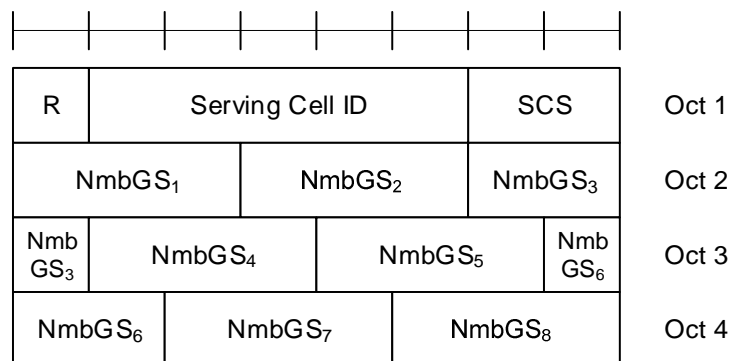 R Serving Cell ID SCS Oct 1
NmbGS₁ NmbGS₂ NmbGS₃ Oct 2
Nmb GS₃ NmbGS₄ NmbGS₅ Nmb GS₆ Oct 3
NmbGS₆ NmbGS₇ NmbGS₈ Oct 4